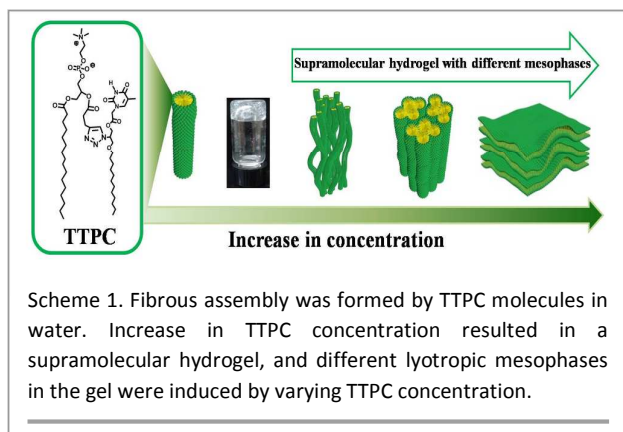 Supramolecular hydrogel with different mesophases
TTPC
Increase in concentration
Scheme 1. Fibrous assembly was formed by TTPC molecules in
water. Increase in TTPC concentration resulted in a
supramolecular hydrogel, and different lyotropic mesophases
in the gel were induced by varying TTPC concentration.